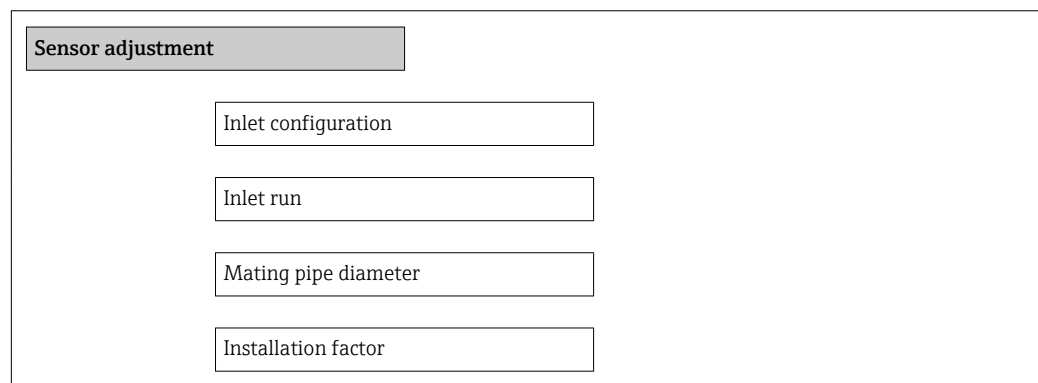 Sensor adjustment
Inlet configuration
Inlet run
Mating pipe diameter
Installation factor